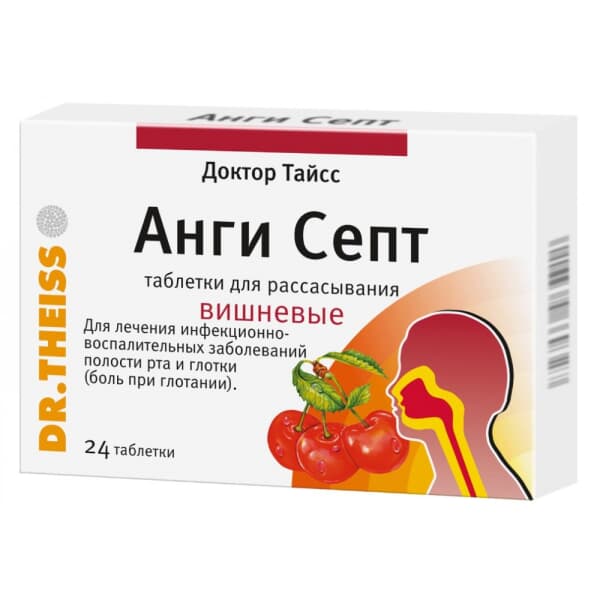 Анги Септ
Доктор Тайсс
Анги Септ
таблетки для рассасывания
вишневые
Для лечения инфекционно-
воспалительных заболеваний
полости рта и глотки
(боль при глотании).
24 таблетки
DR.THEISS